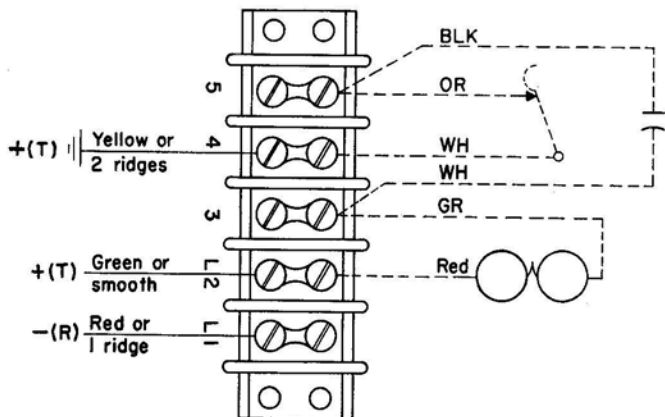 BLK
5
OR
+(T)
Yellow or
2 ridges
4
WH
WH
3
GR
+(T)
Green or
smooth
L2
Red
-(R)
Red or
1 ridge
L1